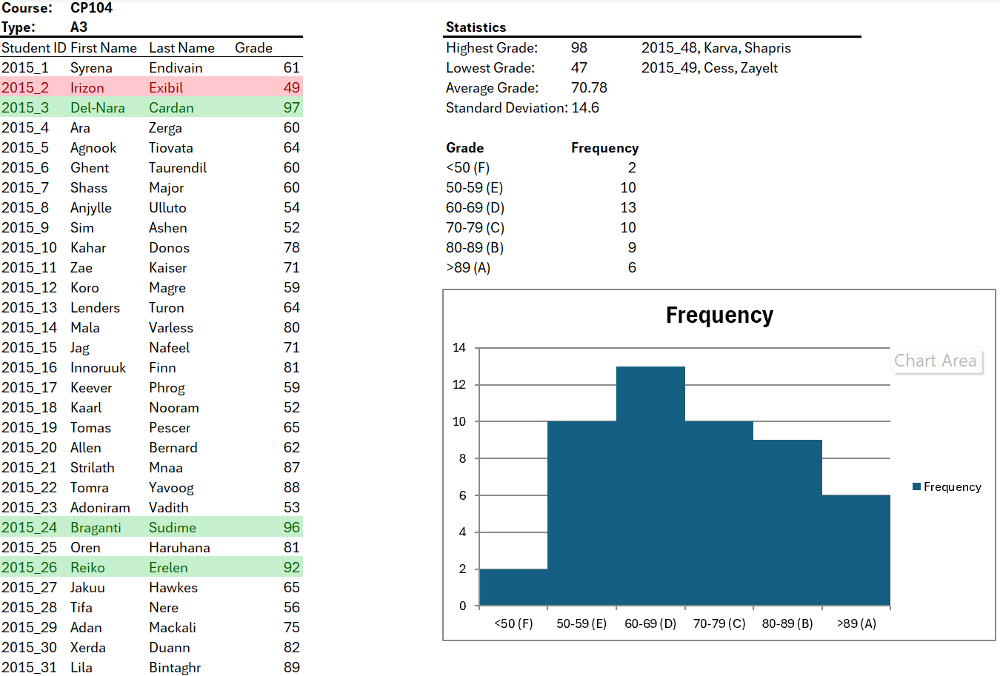 Course: CP104
Type: A3
Student ID First Name Last Name Grade
2015_1 Syrena Endivain 61
2015_2 Irizon Exibil 49
2015_3 Del-Nara Cardan 97
2015_4 Ara Zerga 60
2015_5 Agnook Tiovata 64
2015_6 Ghent Taurendil 60
2015_7 Shass Major 60
2015_8 Anjylle Ulluto 54
2015_9 Sim Ashen 52
2015_10 Kahar Donos 78
2015_11 Zae Kaiser 71
2015_12 Koro Magre 59
2015_13 Lenders Turon 64
2015_14 Mala Varless 80
2015_15 Jag Nafeel 71
2015_16 Innoruuk Finn 81
2015_17 Keever Phrog 59
2015_18 Kaarl Nooram 52
2015_19 Tomas Pescer 65
2015_20 Allen Bernard 62
2015_21 Strilath Mnaa 87
2015_22 Tomra Yavoog 88
2015_23 Adoniram Vadith 53
2015_24 Braganti Sudime 96
2015_25 Oren Haruhana 81
2015_26 Reiko Erelen 92
2015_27 Jakuu Hawkes 65
2015_28 Tifa Nere 56
2015_29 Adan Mackali 75
2015_30 Xerda Duann 82
2015_31 Lila Bintaghr 89
Statistics
Highest Grade: 98 2015_48, Karva, Shapris
Lowest Grade: 47 2015_49, Cess, Zayelt
Average Grade: 70.78
Standard Deviation: 14.6
Grade Frequency
<50 (F) 2
50-59 (E) 10
60-69 (D) 13
70-79 (C) 10
80-89 (B) 9
>89 (A) 6
Frequency
14
Chart Area
12
10
8
6
Frequency
4
2
0
<50 (F) 50-59 (E) 60-69 (D) 70-79 (C) 80-89 (B) >89 (A)